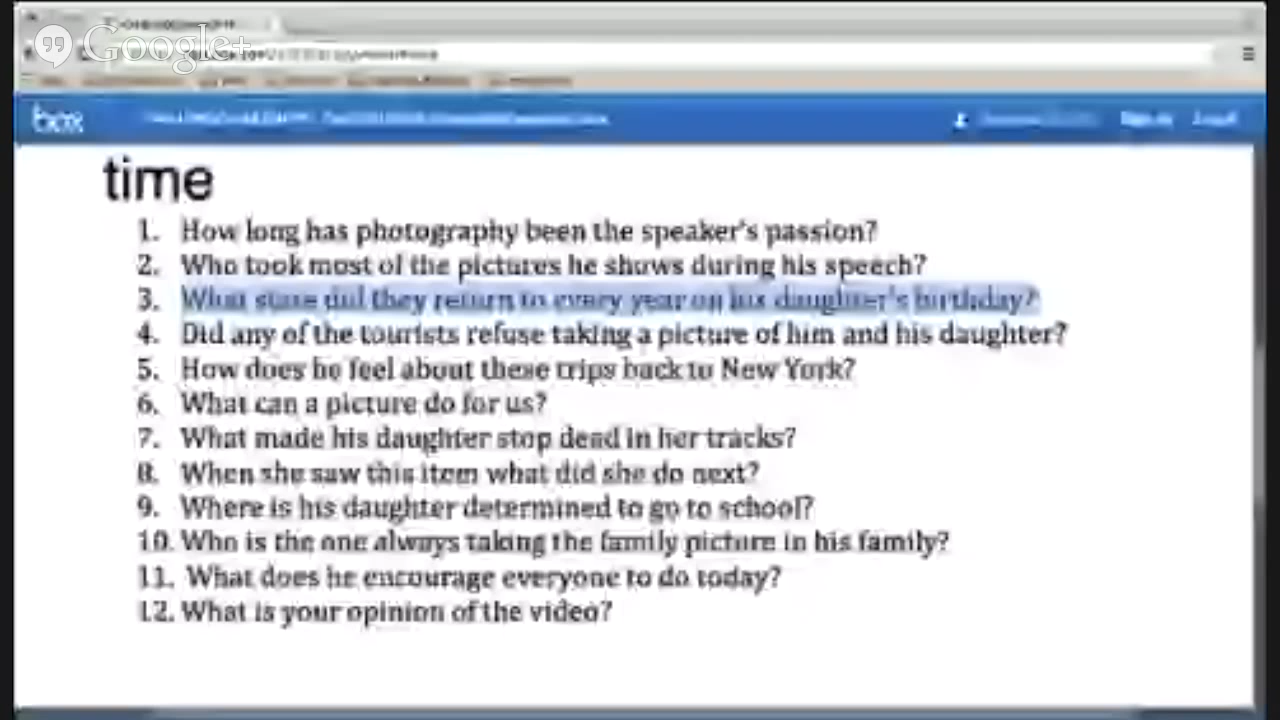 Google+
box
time
1. How long has photography been the speaker's passion?
2. Who took most of the pictures he shows during his speech?
3. What state did they return to every year on his daughter's birthday?
4. Did any of the tourists refuse taking a picture of him and his daughter?
5. How does he feel about these trips back to New York?
6. What can a picture do for us?
7. What made his daughter stop dead in her tracks?
8. When she saw this item what did she do next?
9. Where is his daughter determined to go to school?
10. Who is the one always taking the family picture in his family?
11. What does he encourage everyone to do today?
12. What is your opinion of the video?